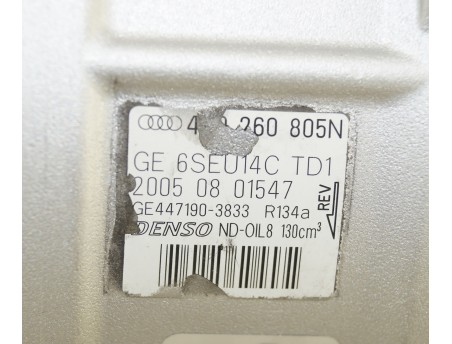 260 805N
GE 6SEU14C TD1
2005 08 01547
GE447190-3833 R134a
DENSO ND-OIL8 130cm³
REV